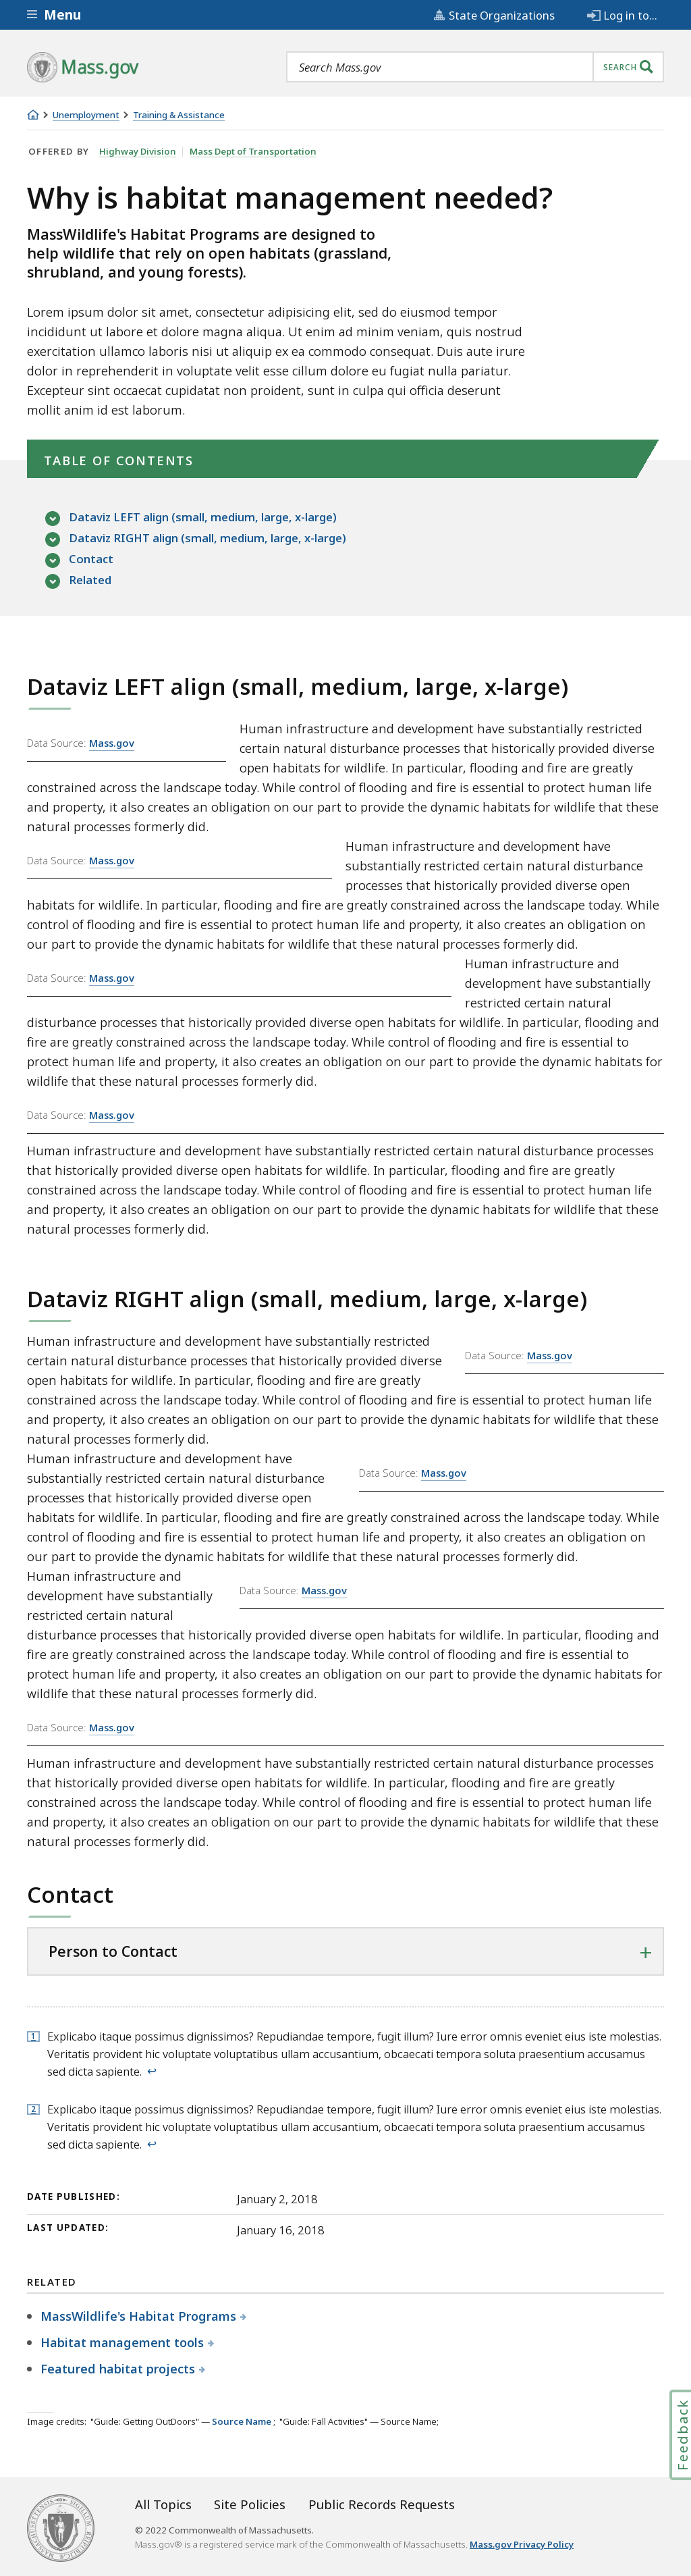 Menu
State Organizations
Log in to...
Mass.gov
Search Mass.gov
SEARCH
Unemployment
Training & Assistance
OFFERED BY Highway Division Mass Dept of Transportation
Why is habitat management needed?
MassWildlife's Habitat Programs are designed to
help wildlife that rely on open habitats (grassland,
shrubland, and young forests).
Lorem ipsum dolor sit amet, consectetur adipisicing elit, sed do eiusmod tempor
incididunt ut labore et dolore magna aliqua. Ut enim ad minim veniam, quis nostrud
exercitation ullamco laboris nisi ut aliquip ex ea commodo consequat. Duis aute irure
dolor in reprehenderit in voluptate velit esse cillum dolore eu fugiat nulla pariatur.
Excepteur sint occaecat cupidatat non proident, sunt in culpa qui officia deserunt
mollit anim id est laborum.
TABLE OF CONTENTS
Dataviz LEFT align (small, medium, large, x-large)
Dataviz RIGHT align (small, medium, large, x-large)
Contact
Related
Dataviz LEFT align (small, medium, large, x-large)
Data Source: Mass.gov
Human infrastructure and development have substantially restricted
certain natural disturbance processes that historically provided diverse
open habitats for wildlife. In particular, flooding and fire are greatly
constrained across the landscape today. While control of flooding and fire is essential to protect human life
and property, it also creates an obligation on our part to provide the dynamic habitats for wildlife that these
natural processes formerly did.
Data Source: Mass.gov
Human infrastructure and development have
substantially restricted certain natural disturbance
processes that historically provided diverse open
habitats for wildlife. In particular, flooding and fire are greatly constrained across the landscape today. While
control of flooding and fire is essential to protect human life and property, it also creates an obligation on
our part to provide the dynamic habitats for wildlife that these natural processes formerly did.
Data Source: Mass.gov
Human infrastructure and
development have substantially
restricted certain natural
disturbance processes that historically provided diverse open habitats for wildlife. In particular, flooding and
fire are greatly constrained across the landscape today. While control of flooding and fire is essential to
protect human life and property, it also creates an obligation on our part to provide the dynamic habitats for
wildlife that these natural processes formerly did.
Data Source: Mass.gov
Human infrastructure and development have substantially restricted certain natural disturbance processes
that historically provided diverse open habitats for wildlife. In particular, flooding and fire are greatly
constrained across the landscape today. While control of flooding and fire is essential to protect human life
and property, it also creates an obligation on our part to provide the dynamic habitats for wildlife that these
natural processes formerly did.
Dataviz RIGHT align (small, medium, large, x-large)
Human infrastructure and development have substantially restricted
certain natural disturbance processes that historically provided diverse
open habitats for wildlife. In particular, flooding and fire are greatly
Data Source: Mass.gov
constrained across the landscape today. While control of flooding and fire is essential to protect human life
and property, it also creates an obligation on our part to provide the dynamic habitats for wildlife that these
natural processes formerly did.
Human infrastructure and development have
substantially restricted certain natural disturbance
processes that historically provided diverse open
Data Source: Mass.gov
habitats for wildlife. In particular, flooding and fire are greatly constrained across the landscape today. While
control of flooding and fire is essential to protect human life and property, it also creates an obligation on
our part to provide the dynamic habitats for wildlife that these natural processes formerly did.
Human infrastructure and
development have substantially
restricted certain natural
Data Source: Mass.gov
disturbance processes that historically provided diverse open habitats for wildlife. In particular, flooding and
fire are greatly constrained across the landscape today. While control of flooding and fire is essential to
protect human life and property, it also creates an obligation on our part to provide the dynamic habitats for
wildlife that these natural processes formerly did.
Data Source: Mass.gov
Human infrastructure and development have substantially restricted certain natural disturbance processes
that historically provided diverse open habitats for wildlife. In particular, flooding and fire are greatly
constrained across the landscape today. While control of flooding and fire is essential to protect human life
and property, it also creates an obligation on our part to provide the dynamic habitats for wildlife that these
natural processes formerly did.
Contact
Person to Contact
+
1 Explicabo itaque possimus dignissimos? Repudiandae tempore, fugit illum? Iure error omnis eveniet eius iste molestias.
Veritatis provident hic voluptate voluptatibus ullam accusantium, obcaecati tempora soluta praesentium accusamus
sed dicta sapiente. ↩
2 Explicabo itaque possimus dignissimos? Repudiandae tempore, fugit illum? Iure error omnis eveniet eius iste molestias.
Veritatis provident hic voluptate voluptatibus ullam accusantium, obcaecati tempora soluta praesentium accusamus
sed dicta sapiente. ↩
DATE PUBLISHED: January 2, 2018
LAST UPDATED: January 16, 2018
RELATED
MassWildlife's Habitat Programs
Habitat management tools
Featured habitat projects
Feedback
Image credits: "Guide: Getting OutDoors" — Source Name ; "Guide: Fall Activities" — Source Name;
All Topics Site Policies Public Records Requests
© 2022 Commonwealth of Massachusetts.
Mass.gov® is a registered service mark of the Commonwealth of Massachusetts. Mass.gov Privacy Policy